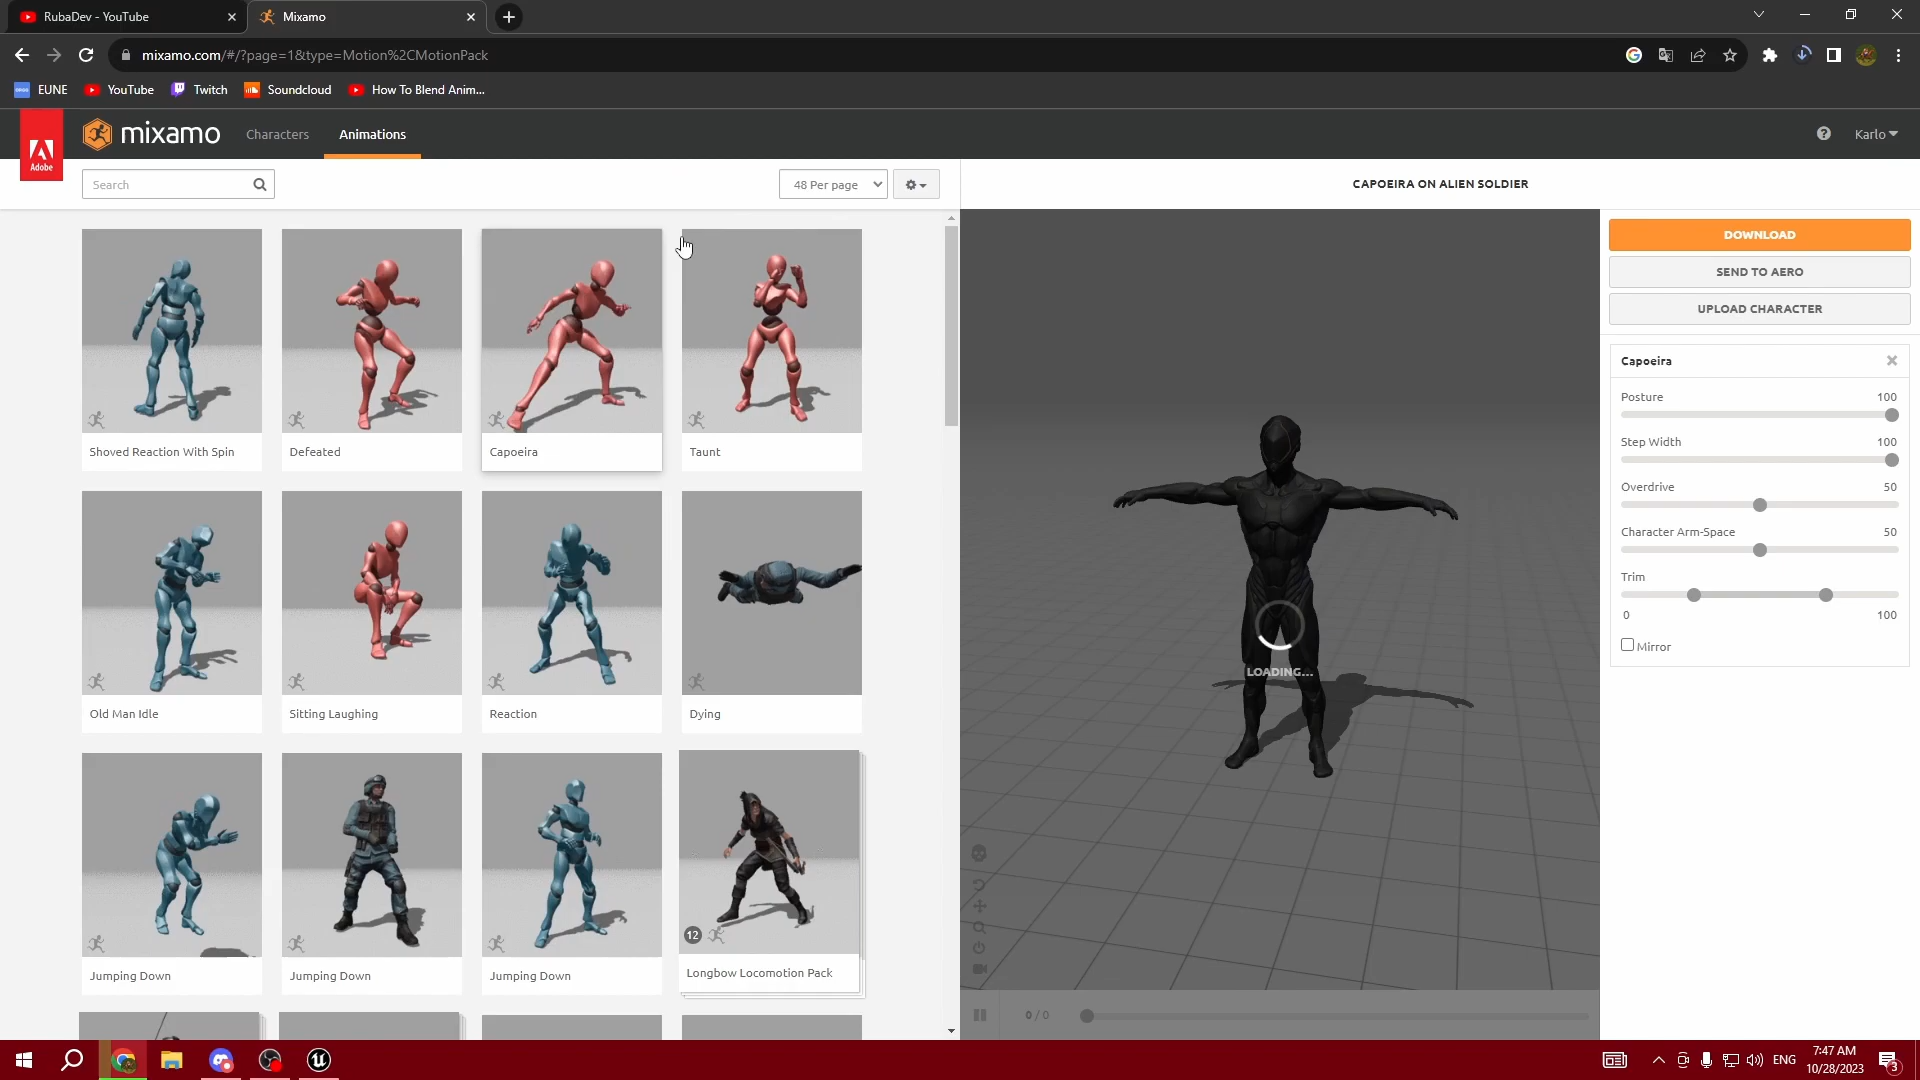 RubaDev - YouTube
Mixamo
mixamo.com/#/?page=1&type=Motion%2CMotionPack
EUNE
YouTube
Twitch
Soundcloud
How To Blend Anim...
Adobe
mixamo
Characters
Animations
Karlo
Search
48 Per page
CAPOEIRA ON ALIEN SOLDIER
DOWNLOAD
SEND TO AERO
UPLOAD CHARACTER
Capoeira
Posture 100
Step Width 100
Overdrive 50
Character Arm-Space 50
Trim
0 100
Mirror
Shoved Reaction With Spin
Defeated
Capoeira
Taunt
Old Man Idle
Sitting Laughing
Reaction
Dying
12
Jumping Down
Jumping Down
Jumping Down
Longbow Locomotion Pack
LOADING...
0 / 0
ENG
7:47 AM
10/28/2023
3